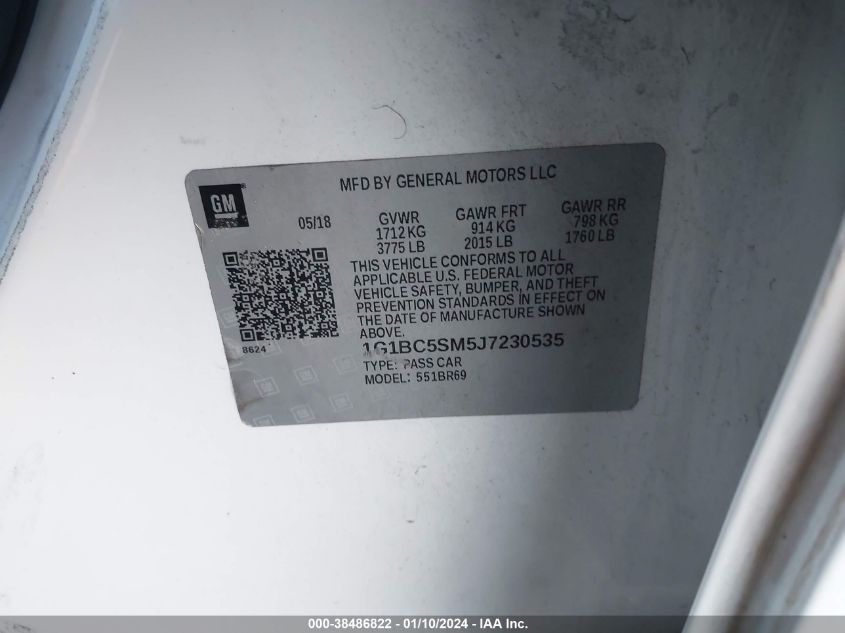 MFD BY GENERAL MOTORS LLC
GM
05/18
GVWR GAWR FRT GAWR RR
1712 KG 914 KG 798 KG
3775 LB 2015 LB 1760 LB
THIS VEHICLE CONFORMS TO ALL
APPLICABLE U.S. FEDERAL MOTOR
VEHICLE SAFETY, BUMPER, AND THEFT
PREVENTION STANDARDS IN EFFECT ON
THE DATE OF MANUFACTURE SHOWN
ABOVE.
8624
1G1BC5SM5J7230535
TYPE: PASS CAR
MODEL: 551BR69
000-38486822 - 01/10/2024 - IAA Inc.